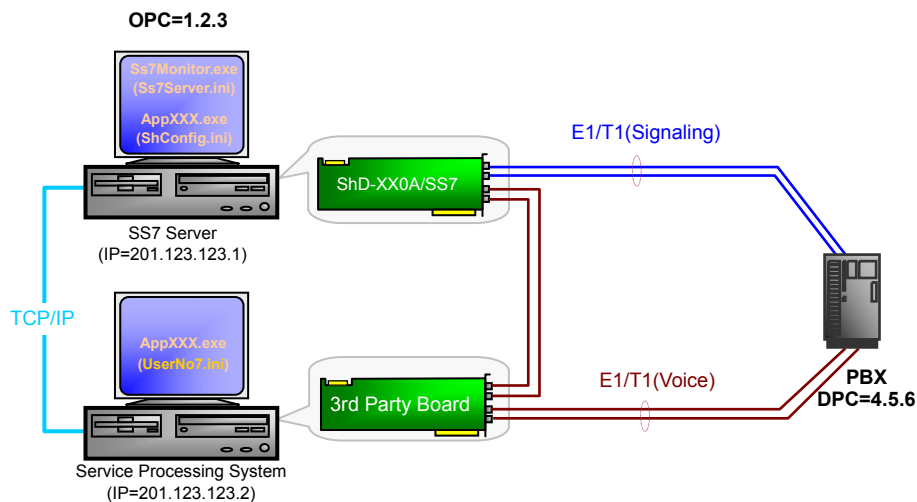 OPC=1.2.3
Ss7Monitor.exe
(Ss7Server.ini)
AppXXX.exe
(ShConfig.ini)
E1/T1(Signaling)
ShD-XX0A/SS7
SS7 Server
(IP=201.123.123.1)
TCP/IP
AppXXX.exe
(UserNo7.ini)
3rd Party Board
E1/T1(Voice)
PBX
DPC=4.5.6
Service Processing System
(IP=201.123.123.2)